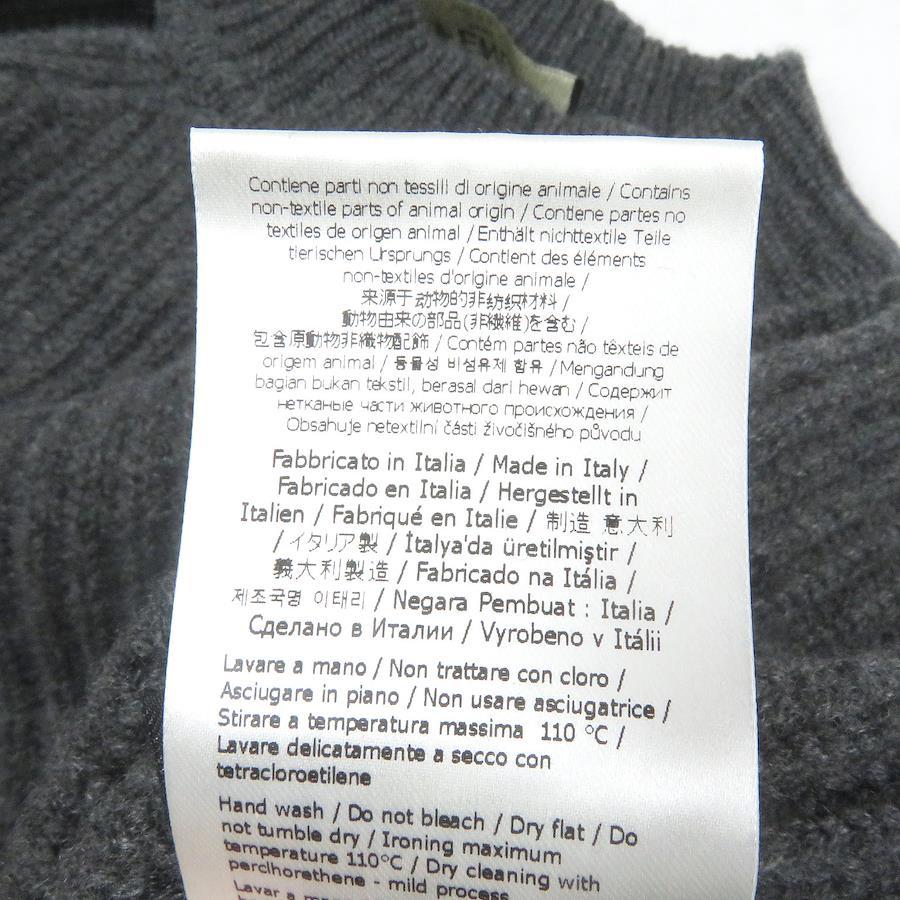 Contiene parti non tessili di origine animale / Contains
non-textile parts of animal origin / Contiene partes no
textiles de origen animal / Enthält nichttextile Teile
tierischen Ursprungs / Contient des éléments
non-textiles d'origine animale /
来源于动物的非纺织材料 /
動物由来の部品(非繊維)を含む /
包含原動物非織物配飾 / Contém partes não têxteis de
origem animal / 동물성 비섬유제 함유 / Mengandung
bagian bukan tekstil, berasal dari hewan / Содержит
нетканые части животного происхождения /
Obsahuje netextilní části živočišného původu
Fabbricato in Italia / Made in Italy /
Fabricado en Italia / Hergestellt in
Italien / Fabriqué en Italie / 制造 意大利
/ イタリア製 / İtalya'da üretilmiştir /
義大利製造 / Fabricado na Itália /
제조국명 이태리 / Negara Pembuat : Italia /
Сделано в Италии / Vyrobeno v Itálii
Lavare a mano / Non trattare con cloro /
Asciugare in piano / Non usare asciugatrice /
Stirare a temperatura massima 110 °C /
Lavare delicatamente a secco con
tetracloroetilene
Hand wash / Do not bleach / Dry flat / Do
not tumble dry / Ironing maximum
temperature 110°C / Dry cleaning with
perclhorethene - mild process
Lavar a